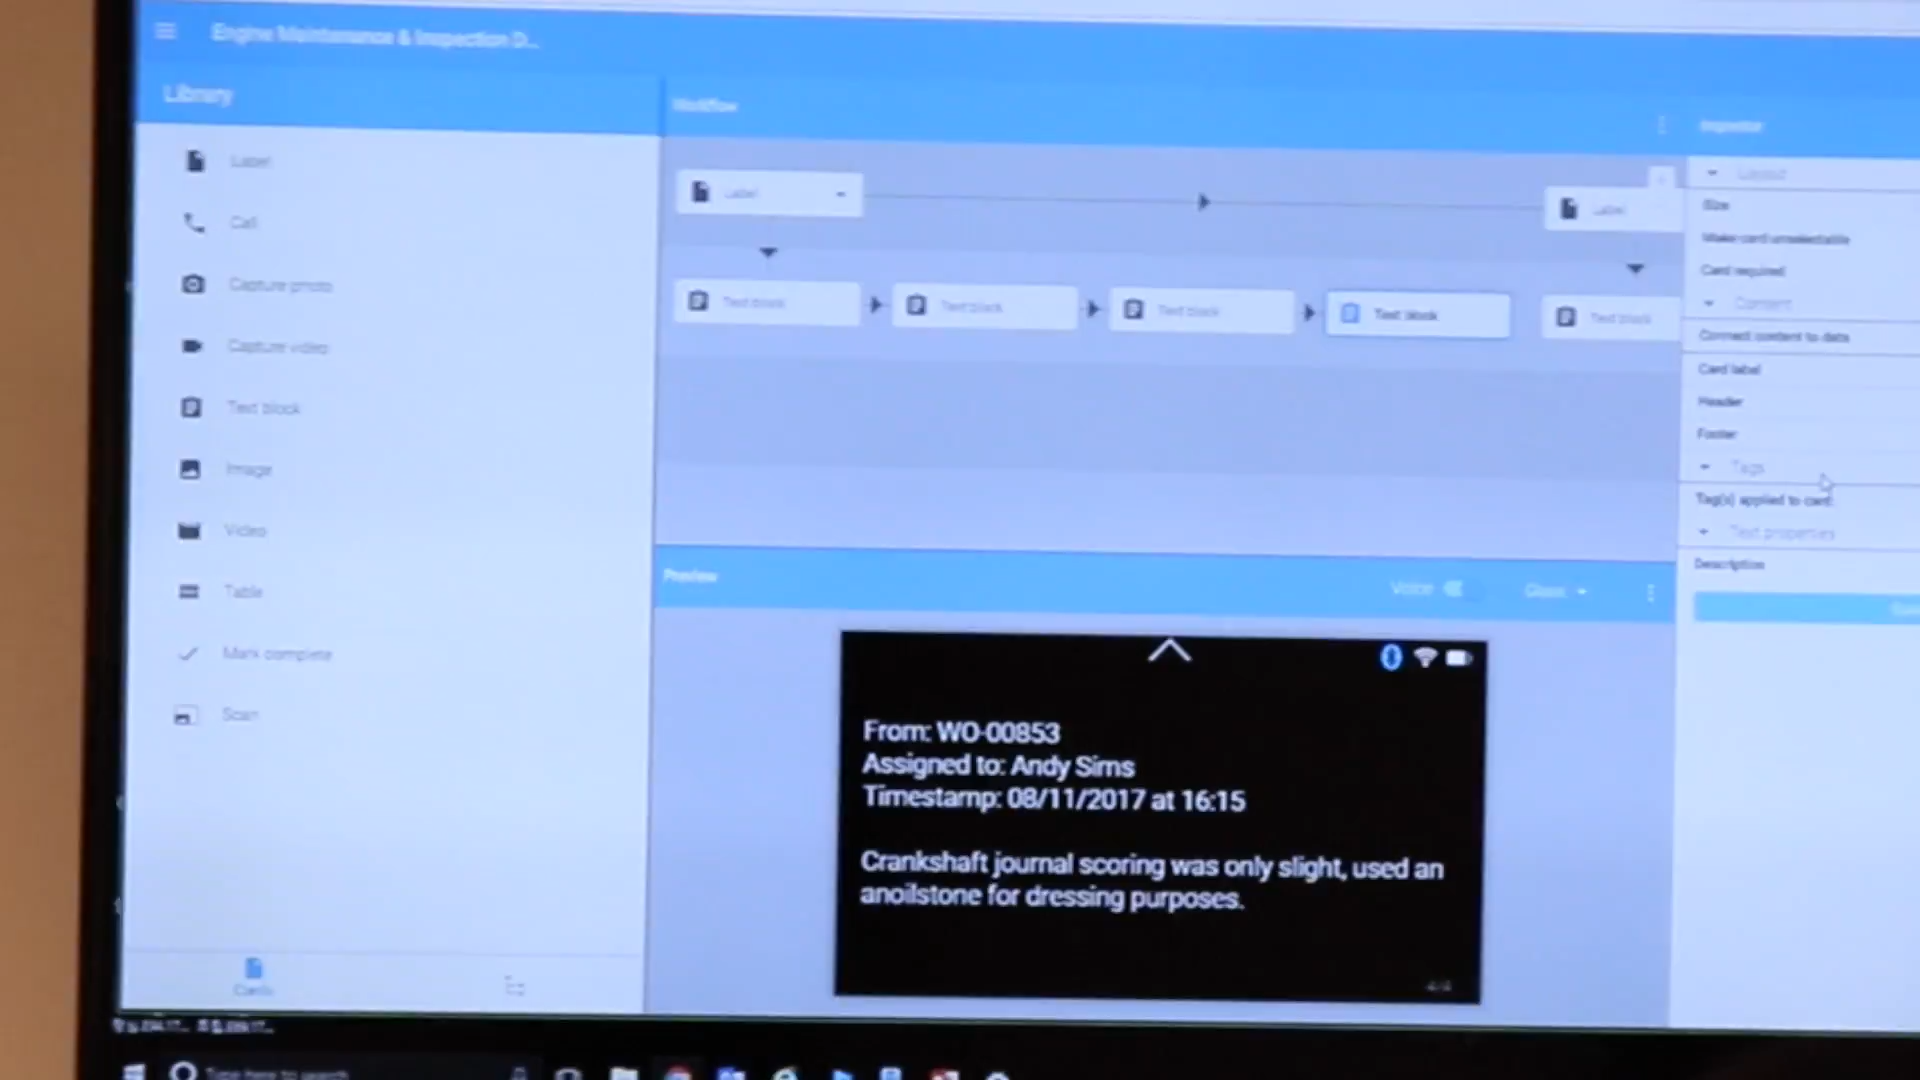 Engine Maintenance & Inspection D...
Library
Label
Call
Capture photo
Capture video
Text block
Image
Video
Table
Mark complete
Scan
Cards
Workflow
Label
Label
Text block
Text block
Text block
Text block
Text block
Preview
Voice
Glass
From: WO-00853
Assigned to: Andy Sims
Timestamp: 08/11/2017 at 16:15
Crankshaft journal scoring was only slight, used an
anoilstone for dressing purposes.
4/4
Inspector
Layout
Size
Make card unselectable
Card required
Content
Connect content to data
Card label
Header
Footer
Tags
Tag(s) applied to card:
Text properties
Description
Type here to search